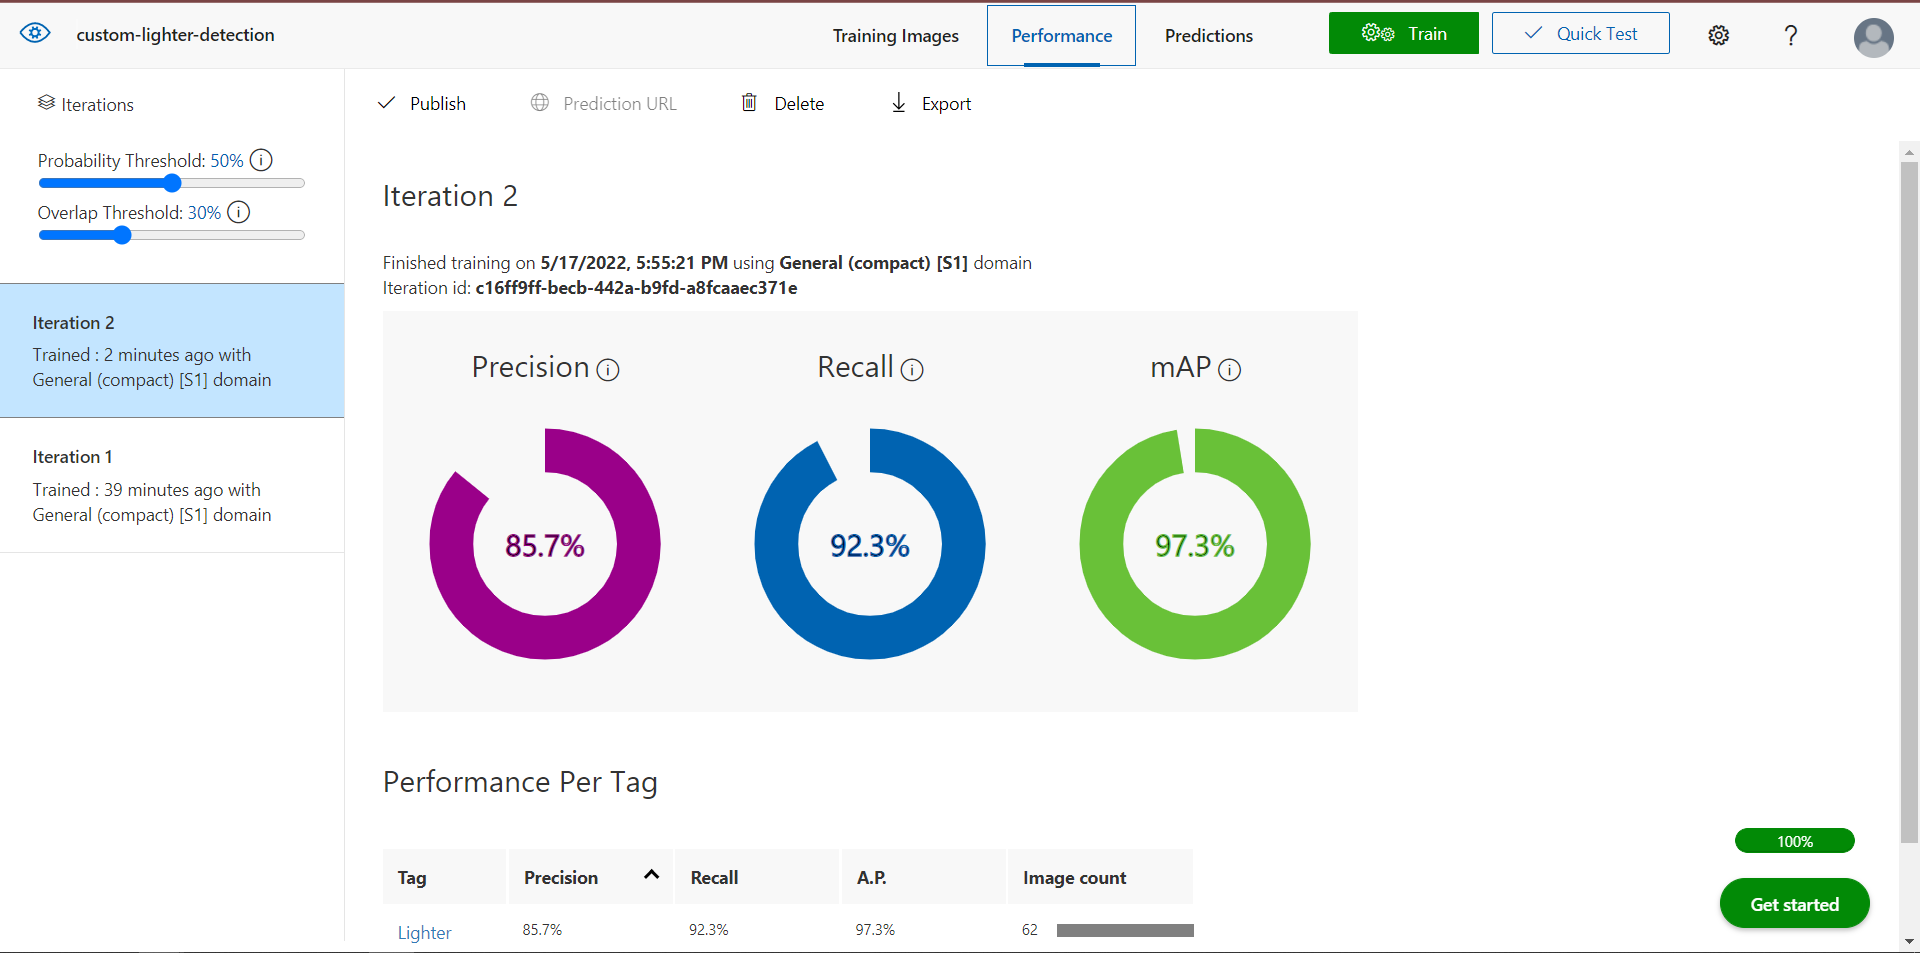 custom-lighter-detection
Training Images
Performance
Predictions
Train
Quick Test
?
Iterations
Probability Threshold: 50%
Overlap Threshold: 30%
Iteration 2
Trained : 2 minutes ago with
General (compact) [S1] domain
Iteration 1
Trained : 39 minutes ago with
General (compact) [S1] domain
Publish
Prediction URL
Delete
Export
Iteration 2
Finished training on 5/17/2022, 5:55:21 PM using General (compact) [S1] domain
Iteration id: c16ff9ff-becb-442a-b9fd-a8fcaaec371e
Precision
Recall
mAP
85.7%
92.3%
97.3%
Performance Per Tag
Tag Precision Recall A.P. Image count
Lighter 85.7% 92.3% 97.3% 62
100%
Get started